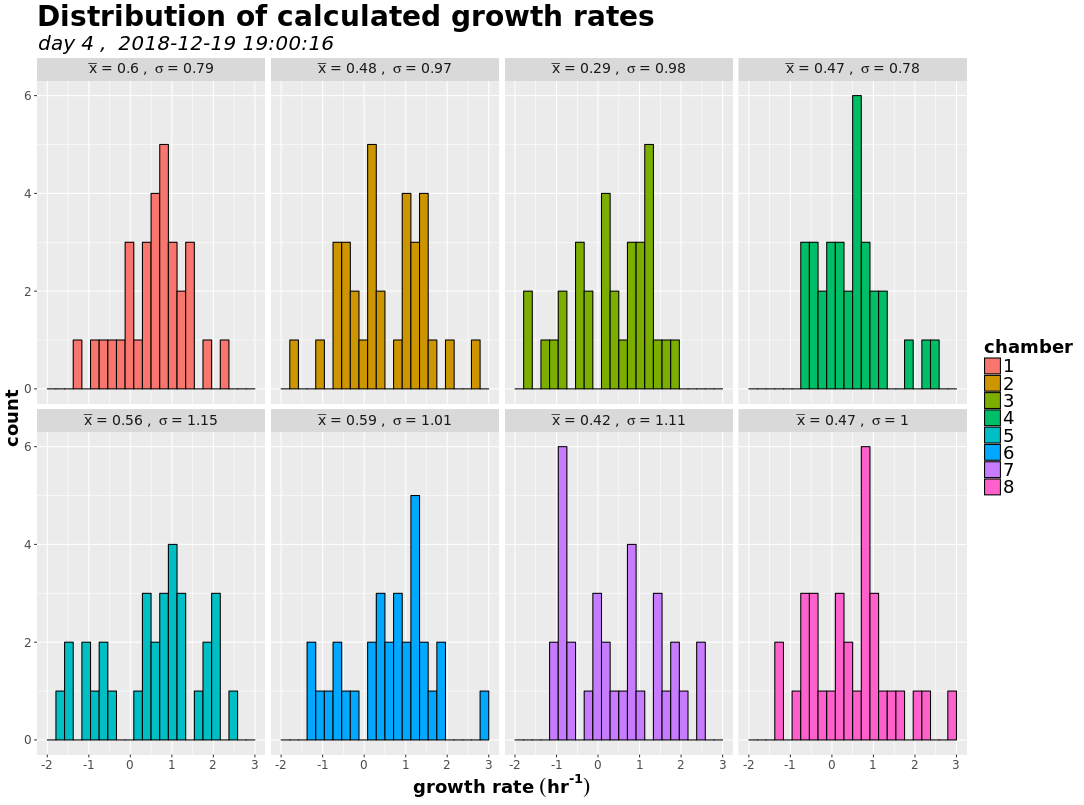 Distribution of calculated growth rates
day 4 ,  2018-12-19 19:00:16
x̅ = 0.6 ,  σ = 0.79
x̅ = 0.48 ,  σ = 0.97
x̅ = 0.29 ,  σ = 0.98
x̅ = 0.47 ,  σ = 0.78
6
4
2
0
x̅ = 0.56 ,  σ = 1.15
x̅ = 0.59 ,  σ = 1.01
x̅ = 0.42 ,  σ = 1.11
x̅ = 0.47 ,  σ = 1
6
4
2
0
-2 -1 0 1 2 3
-2 -1 0 1 2 3
-2 -1 0 1 2 3
-2 -1 0 1 2 3
count
growth rate (hr⁻¹)
chamber
1
2
3
4
5
6
7
8